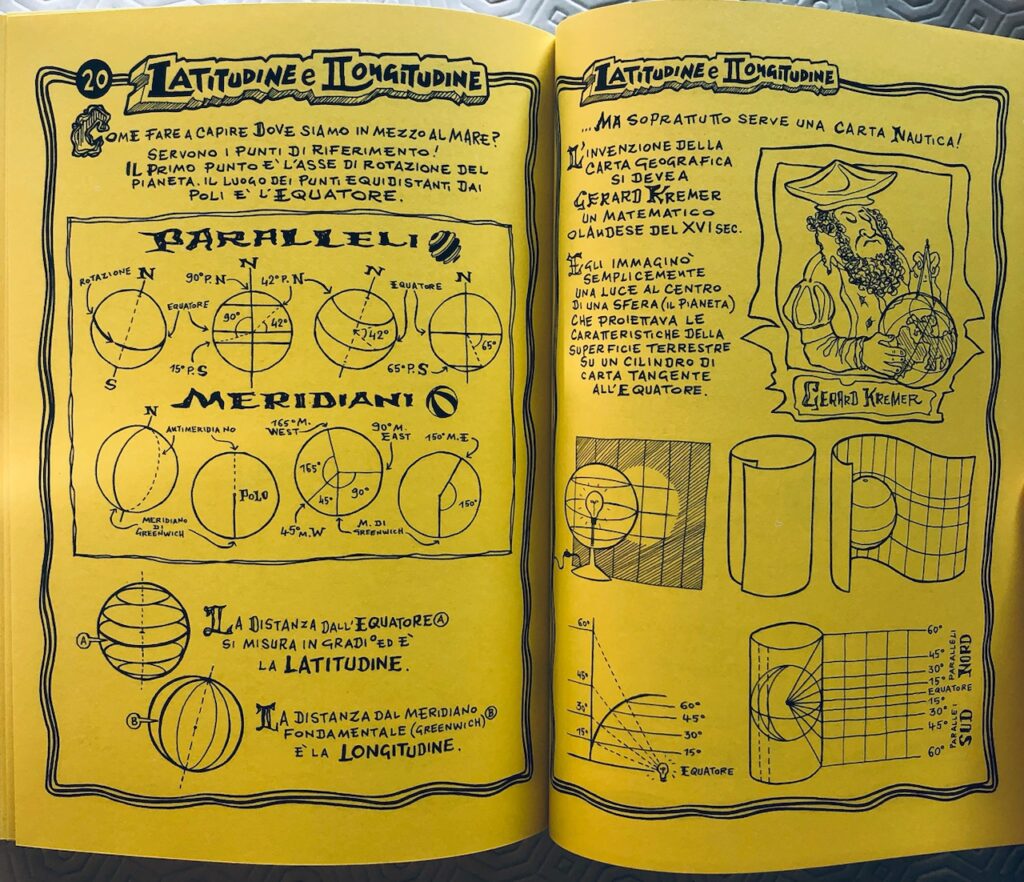 20
LATITUDINE e LONGITUDINE
COME FARE A CAPIRE DOVE SIAMO IN MEZZO AL MARE?
SERVONO I PUNTI DI RIFERIMENTO!
IL PRIMO PUNTO E' L'ASSE DI ROTAZIONE DEL
PIANETA. IL LUOGO DEI PUNTI EQUIDISTANTI DAI
POLI E' L'EQUATORE.
PARALLELI
ROTAZIONE
N
S
EQUATORE
90° P. N
N
90°
42°
15° P. S
42° P. N
N
42°
EQUATORE
N
65°
65° P. S
MERIDIANI
N
ANTIMERIDIANO
MERIDIANO
DI
GREENWICH
POLO
165° M.
WEST
165°
45°
90°
90° M.
EAST
45° M. W
M. DI
GREENWICH
150° M. E
150°
A
LA DISTANZA DALL'EQUATORE A
SI MISURA IN GRADI° ED È
LA LATITUDINE.
B
LA DISTANZA DAL MERIDIANO
FONDAMENTALE (GREENWICH) B
È LA LONGITUDINE.
LATITUDINE e LONGITUDINE
...MA SOPRATTUTTO SERVE UNA CARTA NAUTICA!
L'INVENZIONE DELLA
CARTA GEOGRAFICA
SI DEVE A
GERARD KREMER
UN MATEMATICO
OLANDESE DEL XVI SEC.
EGLI IMMAGINÒ
SEMPLICEMENTE
UNA LUCE AL CENTRO
DI UNA SFERA (IL PIANETA)
CHE PROIETTAVA LE
CARATERISTICHE DELLA
SUPERFICIE TERRESTRE
SU UN CILINDRO DI
CARTA TANGENTE
ALL'EQUATORE.
GERARD KREMER
60°
45°
30°
15°
60°
45°
30°
15°
EQUATORE
60°
45°
30°
15°
EQUATORE
15°
30°
45°
60°
PARALLELI
NORD
PARALLELI
SUD